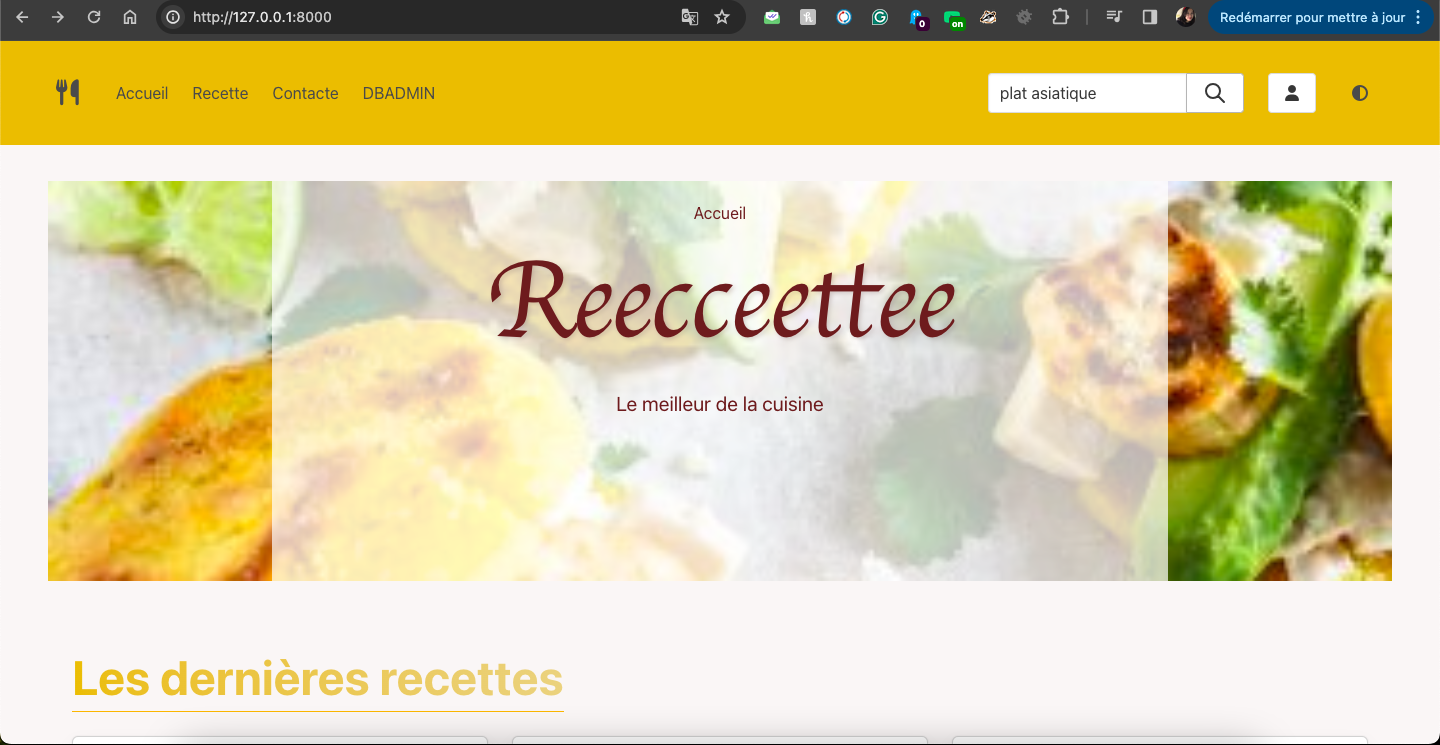 http://127.0.0.1:8000
0
on
Redémarrer pour mettre à jour
Accueil Recette Contacte DBADMIN
plat asiatique
Accueil
Reecceettee
Le meilleur de la cuisine
Les dernières recettes